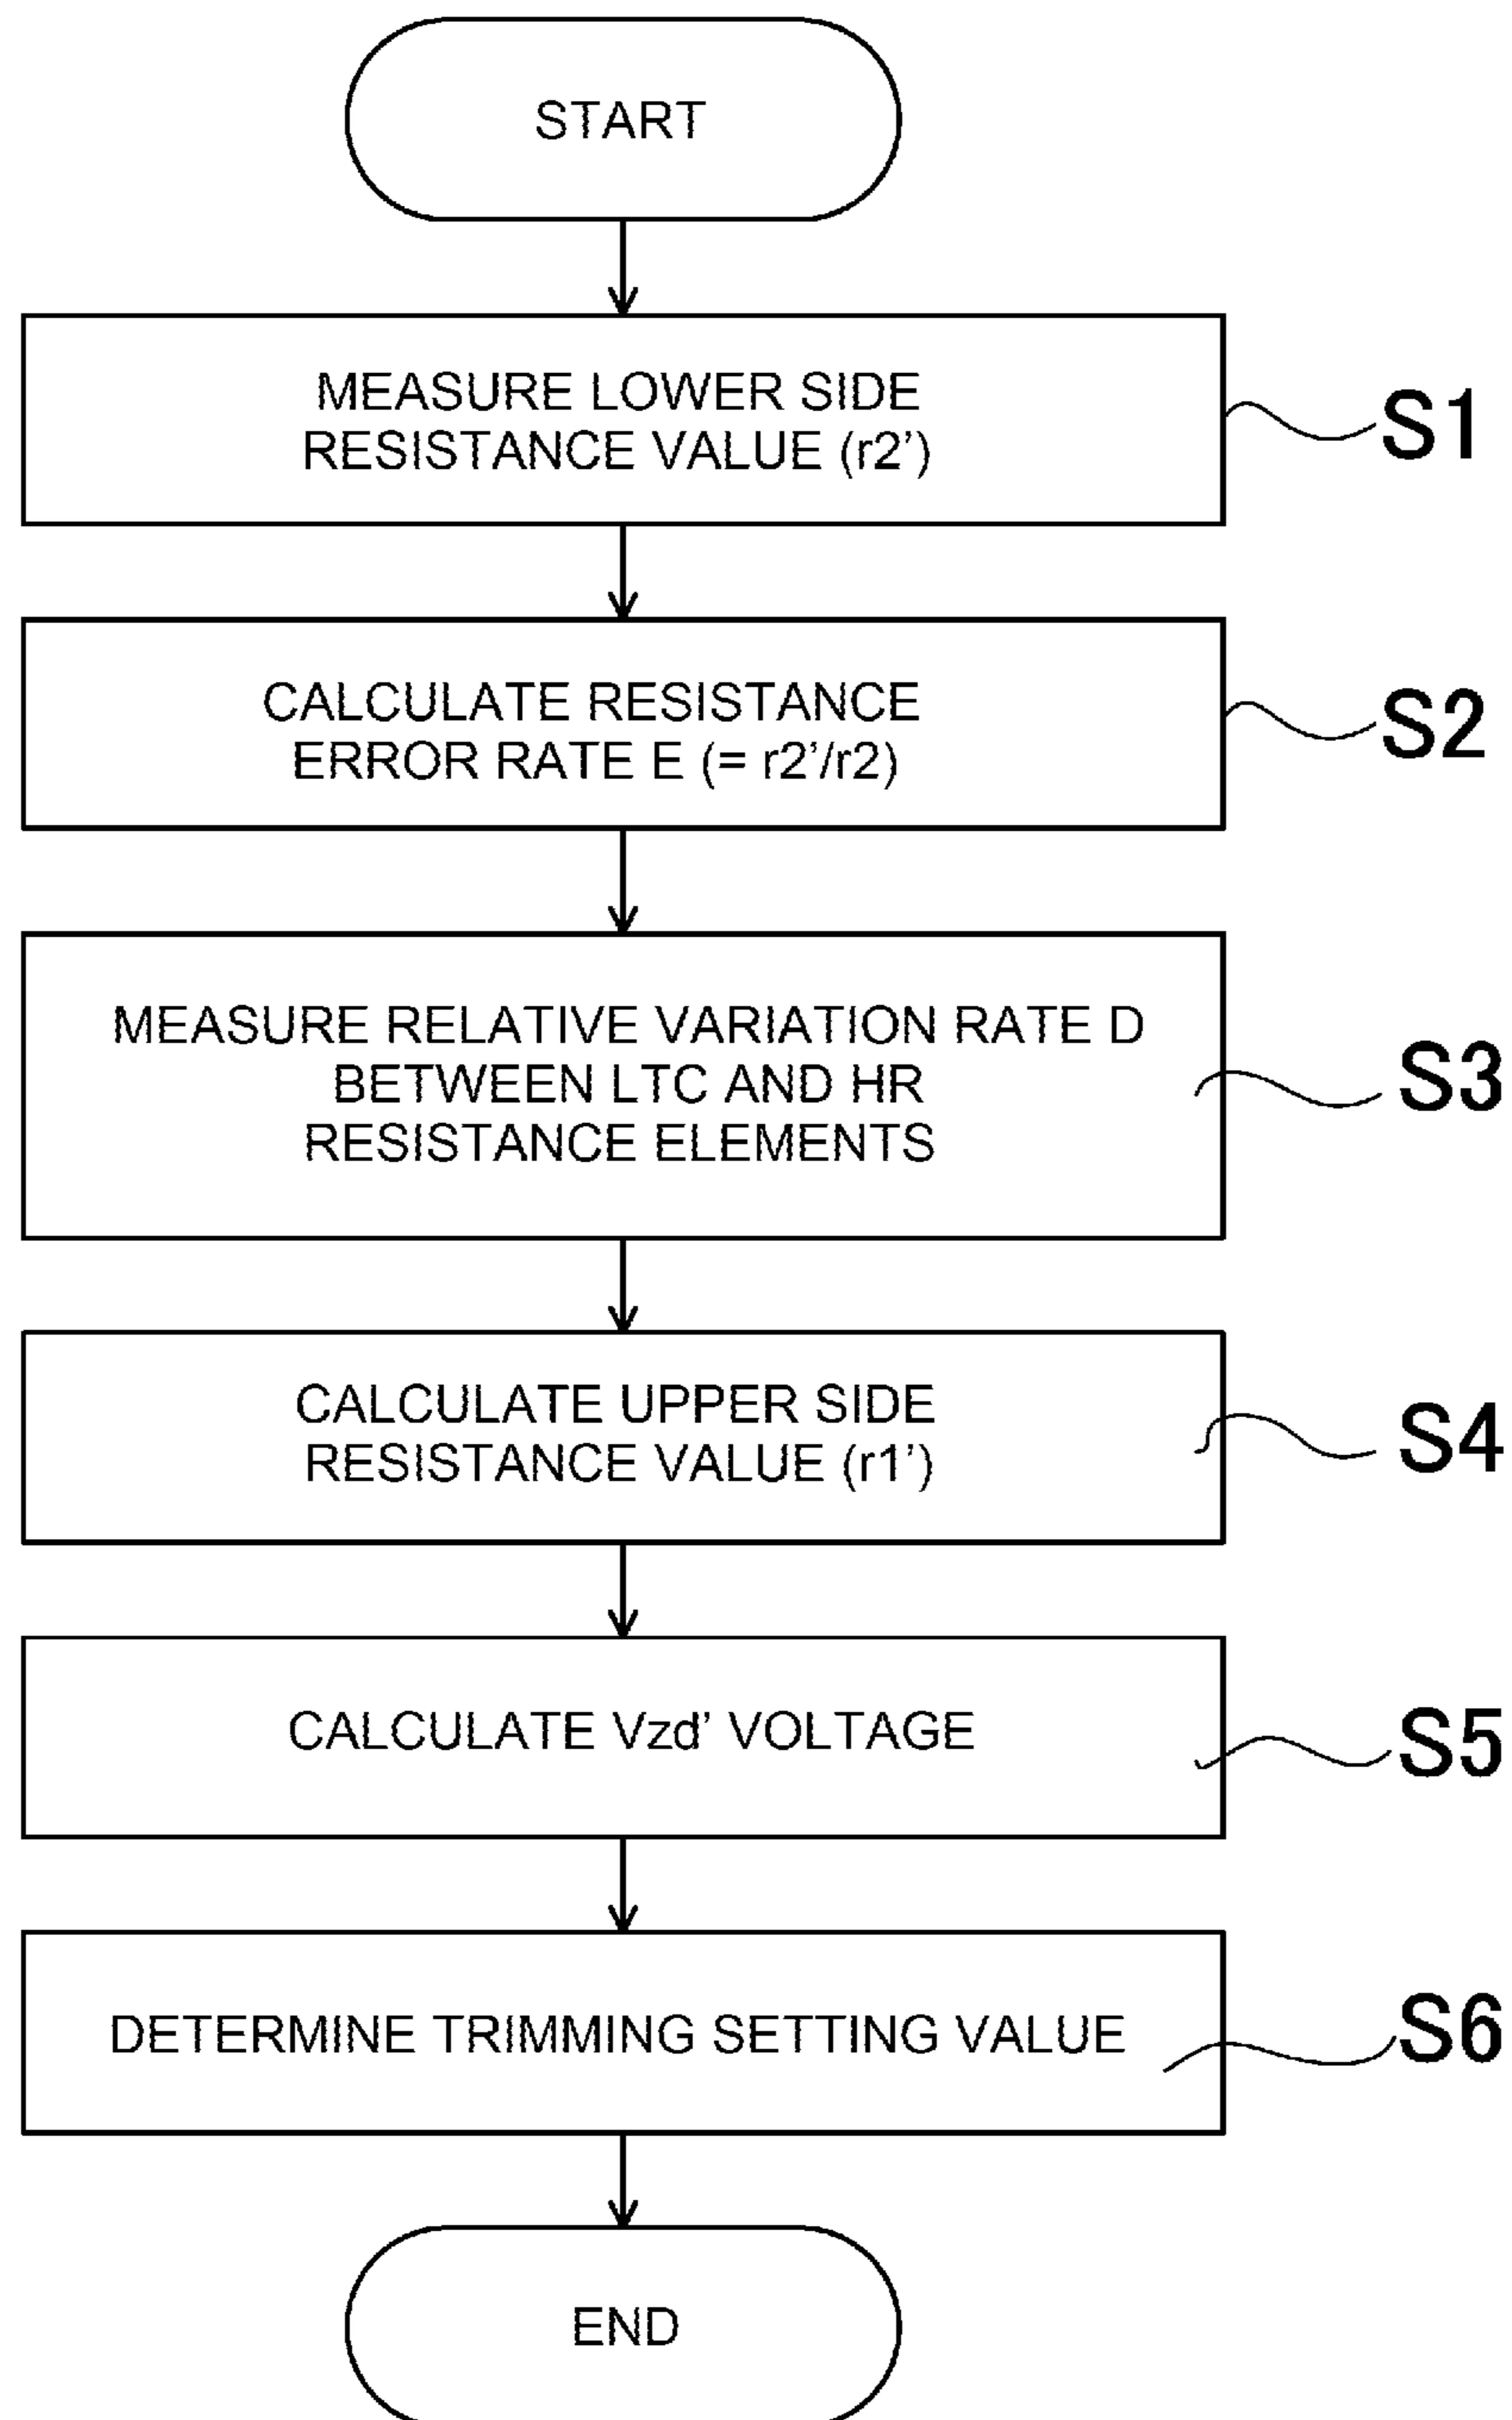 START
MEASURE LOWER SIDE
RESISTANCE VALUE (r2’)
S1
CALCULATE RESISTANCE
ERROR RATE E (= r2’/r2)
S2
MEASURE RELATIVE VARIATION RATE D
BETWEEN LTC AND HR
RESISTANCE ELEMENTS
S3
CALCULATE UPPER SIDE
RESISTANCE VALUE (r1’)
S4
CALCULATE Vzd’ VOLTAGE
S5
DETERMINE TRIMMING SETTING VALUE
S6
END